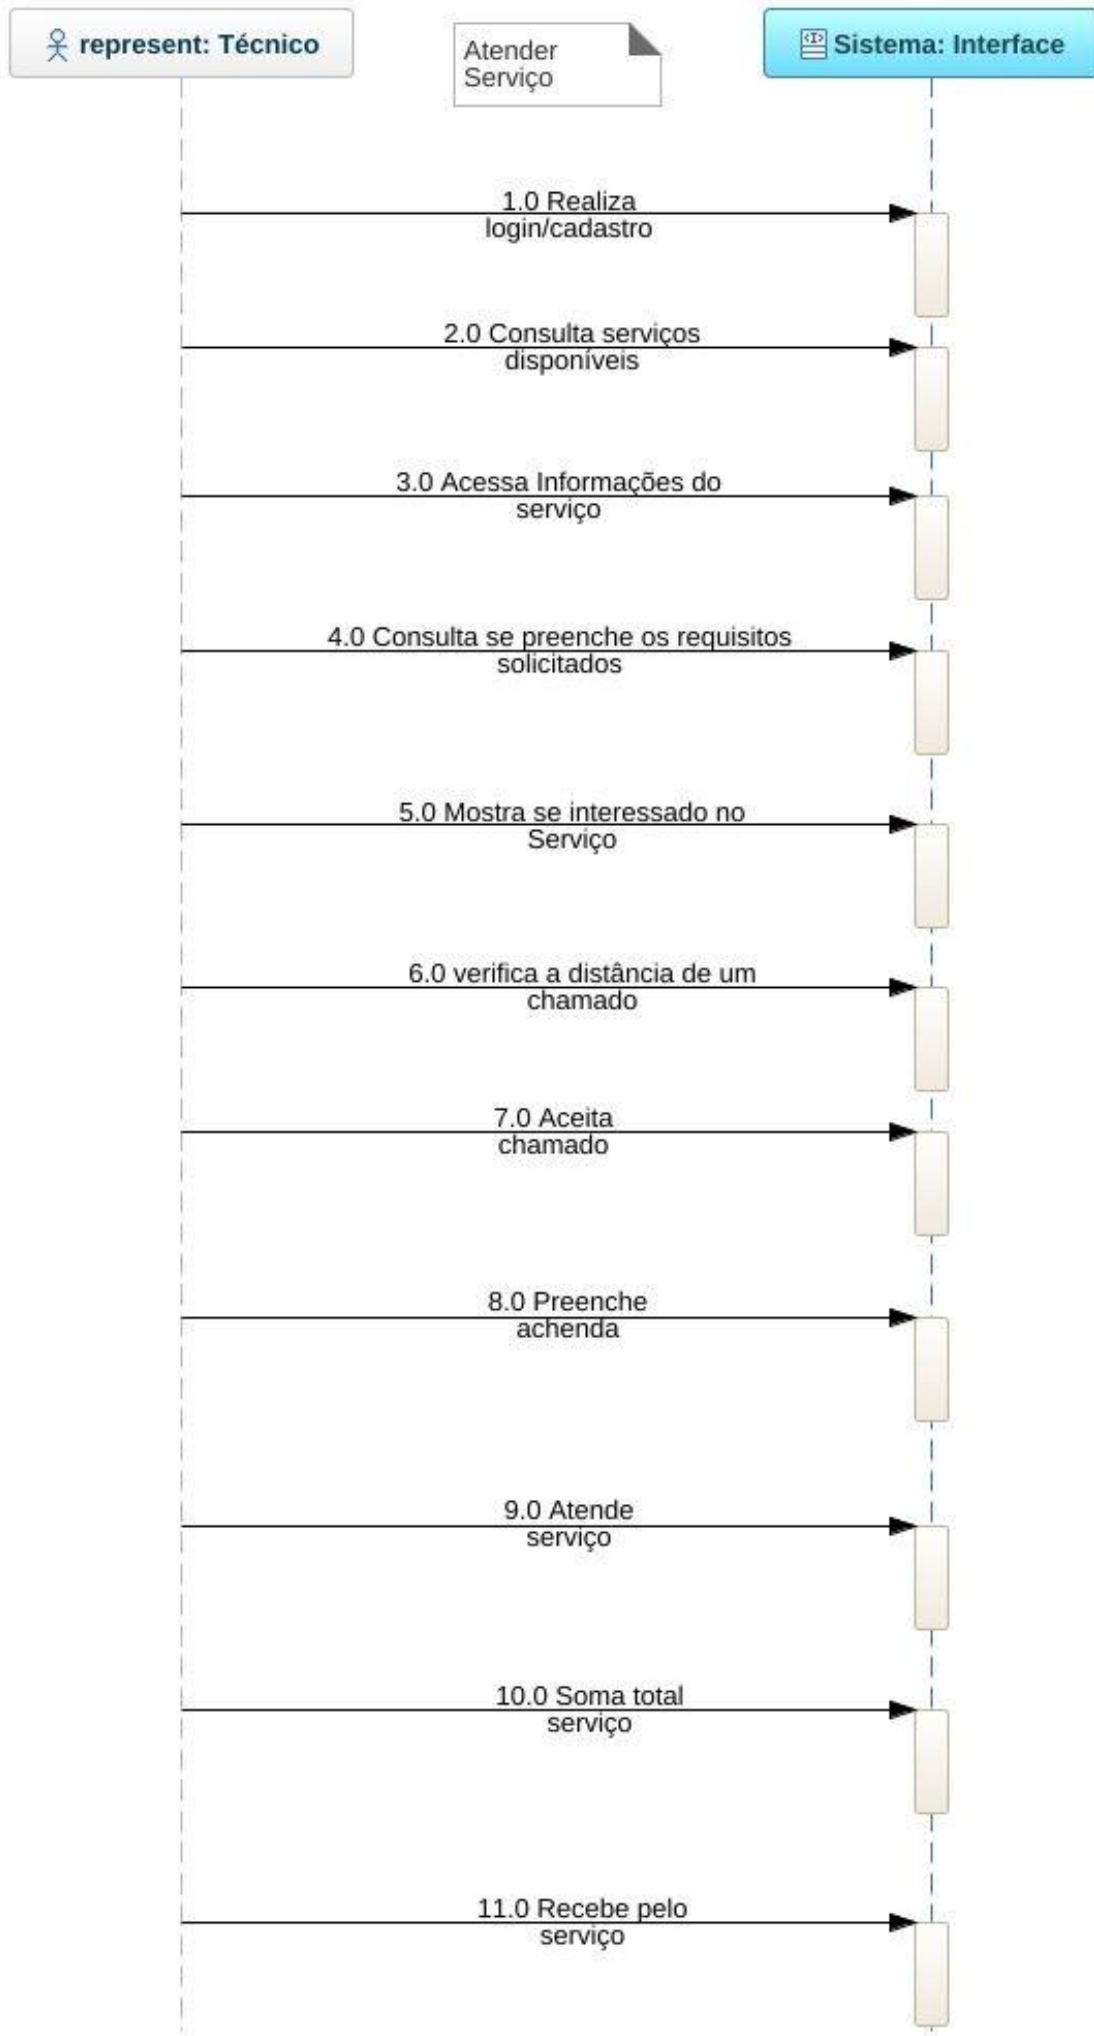 represent: Técnico
Atender
Serviço
Sistema: Interface
1.0 Realiza
login/cadastro
2.0 Consulta serviços
disponíveis
3.0 Acessa Informações do
serviço
4.0 Consulta se preenche os requisitos
solicitados
5.0 Mostra se interessado no
Serviço
6.0 verifica a distância de um
chamado
7.0 Aceita
chamado
8.0 Preenche
achenda
9.0 Atende
serviço
10.0 Soma total
serviço
11.0 Recebe pelo
serviço